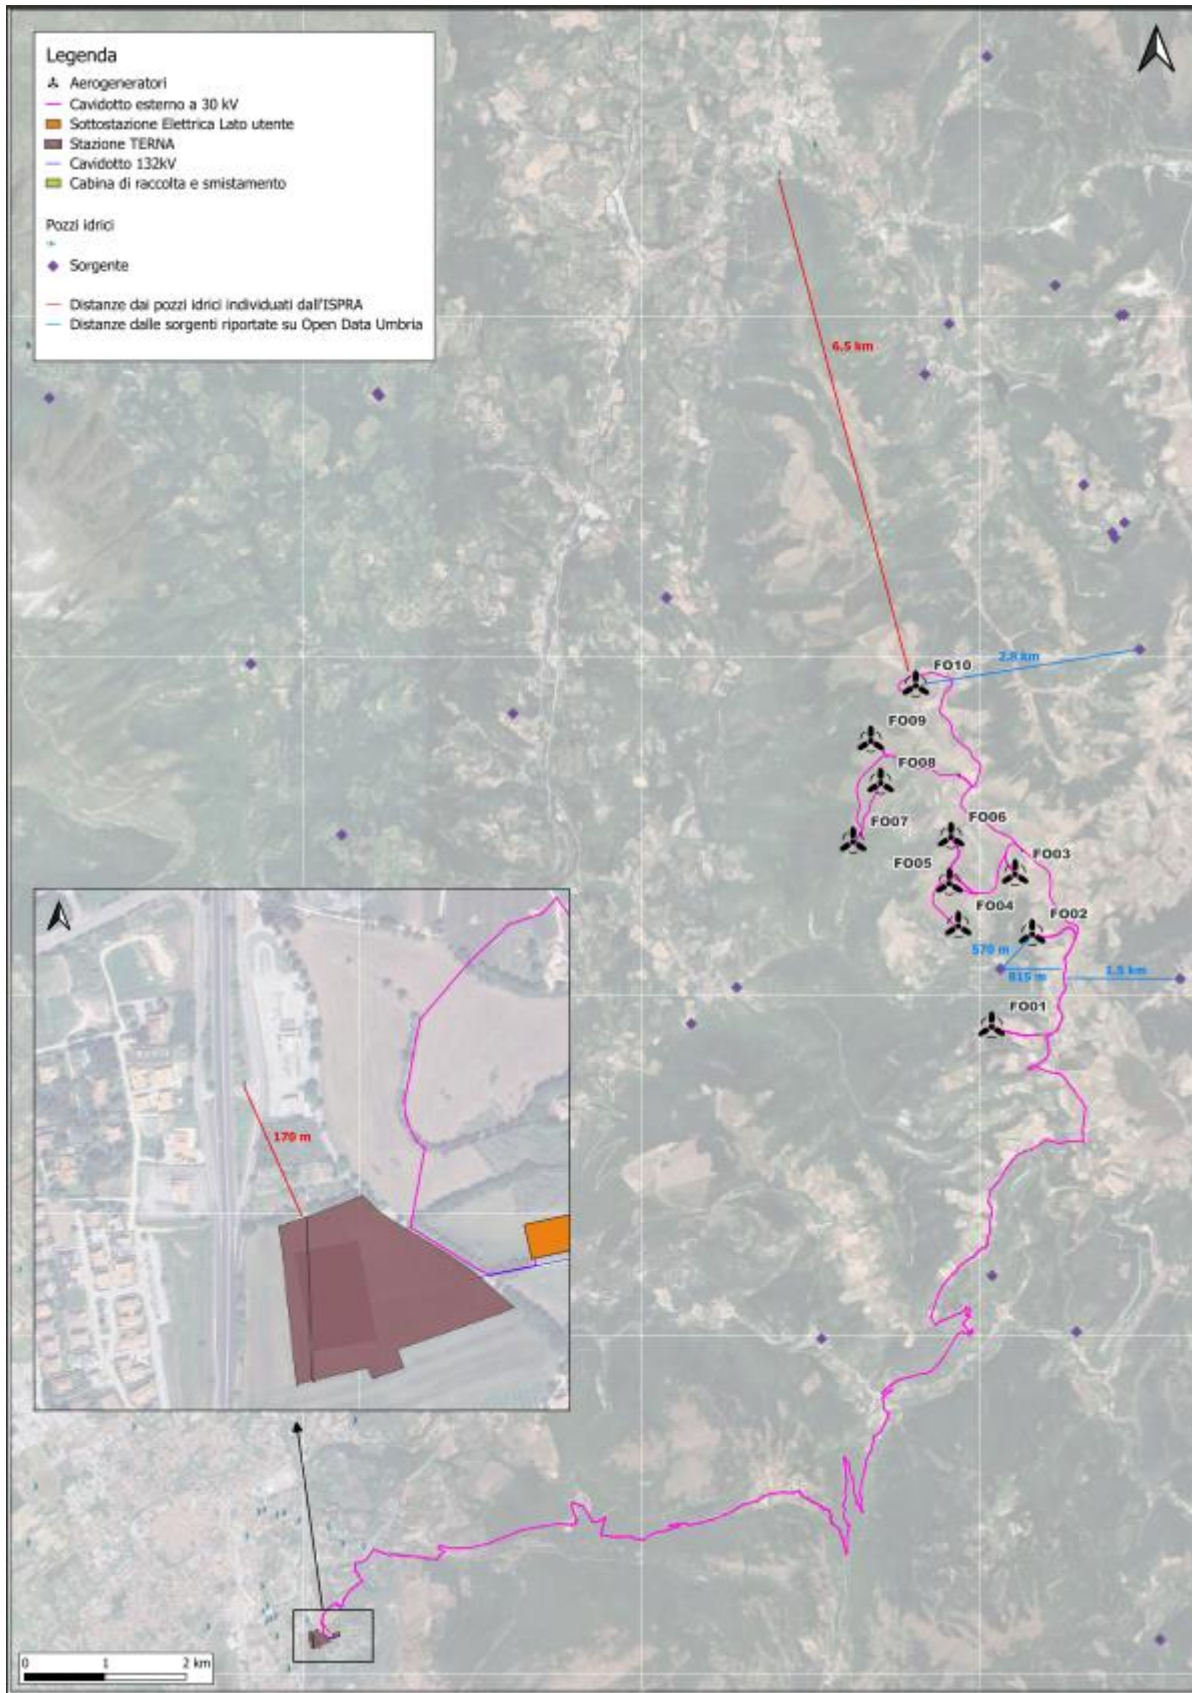 Legenda
Aerogeneratori
Cavidotto esterno a 30 kV
Sottostazione Elettrica Lato utente
Stazione TERNA
Cavidotto 132kV
Cabina di raccolta e smistamento
Pozzi idrici
Sorgente
Distanze dai pozzi idrici individuati dall'ISPRA
Distanze dalle sorgenti riportate su Open Data Umbria
6.5 km
2.8 km
FO10
FO09
FO08
FO06
FO07
FO03
FO05
FO04
FO02
570 m
815 m
1.5 km
FO01
170 m
0 1 2 km